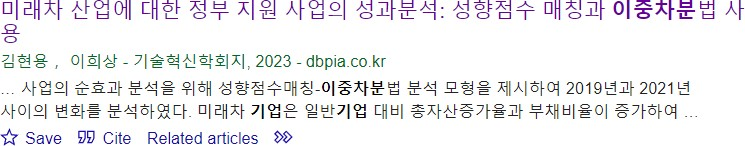 미래차 산업에 대한 정부 지원 사업의 성과분석: 성향점수 매칭과 이중차분법 사
용
김현용, 이희상 - 기술혁신학회지, 2023 - dbpia.co.kr
… 사업의 순효과 분석을 위해 성향점수매칭-이중차분법 분석 모형을 제시하여 2019년과 2021년
사이의 변화를 분석하였다. 미래차 기업은 일반기업 대비 총자산증가율과 부채비율이 증가하여 …
Save Cite Related articles